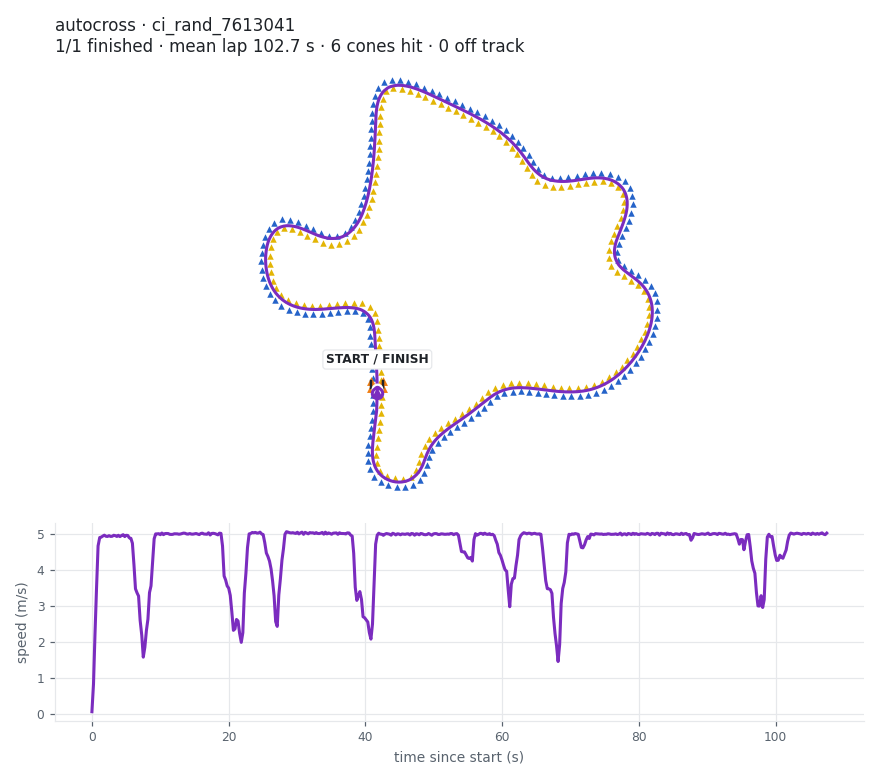 autocross · ci_rand_7613041
1/1 finished · mean lap 102.7 s · 6 cones hit · 0 off track
START / FINISH
5
4
3
2
1
0
speed (m/s)
0 20 40 60 80 100
time since start (s)